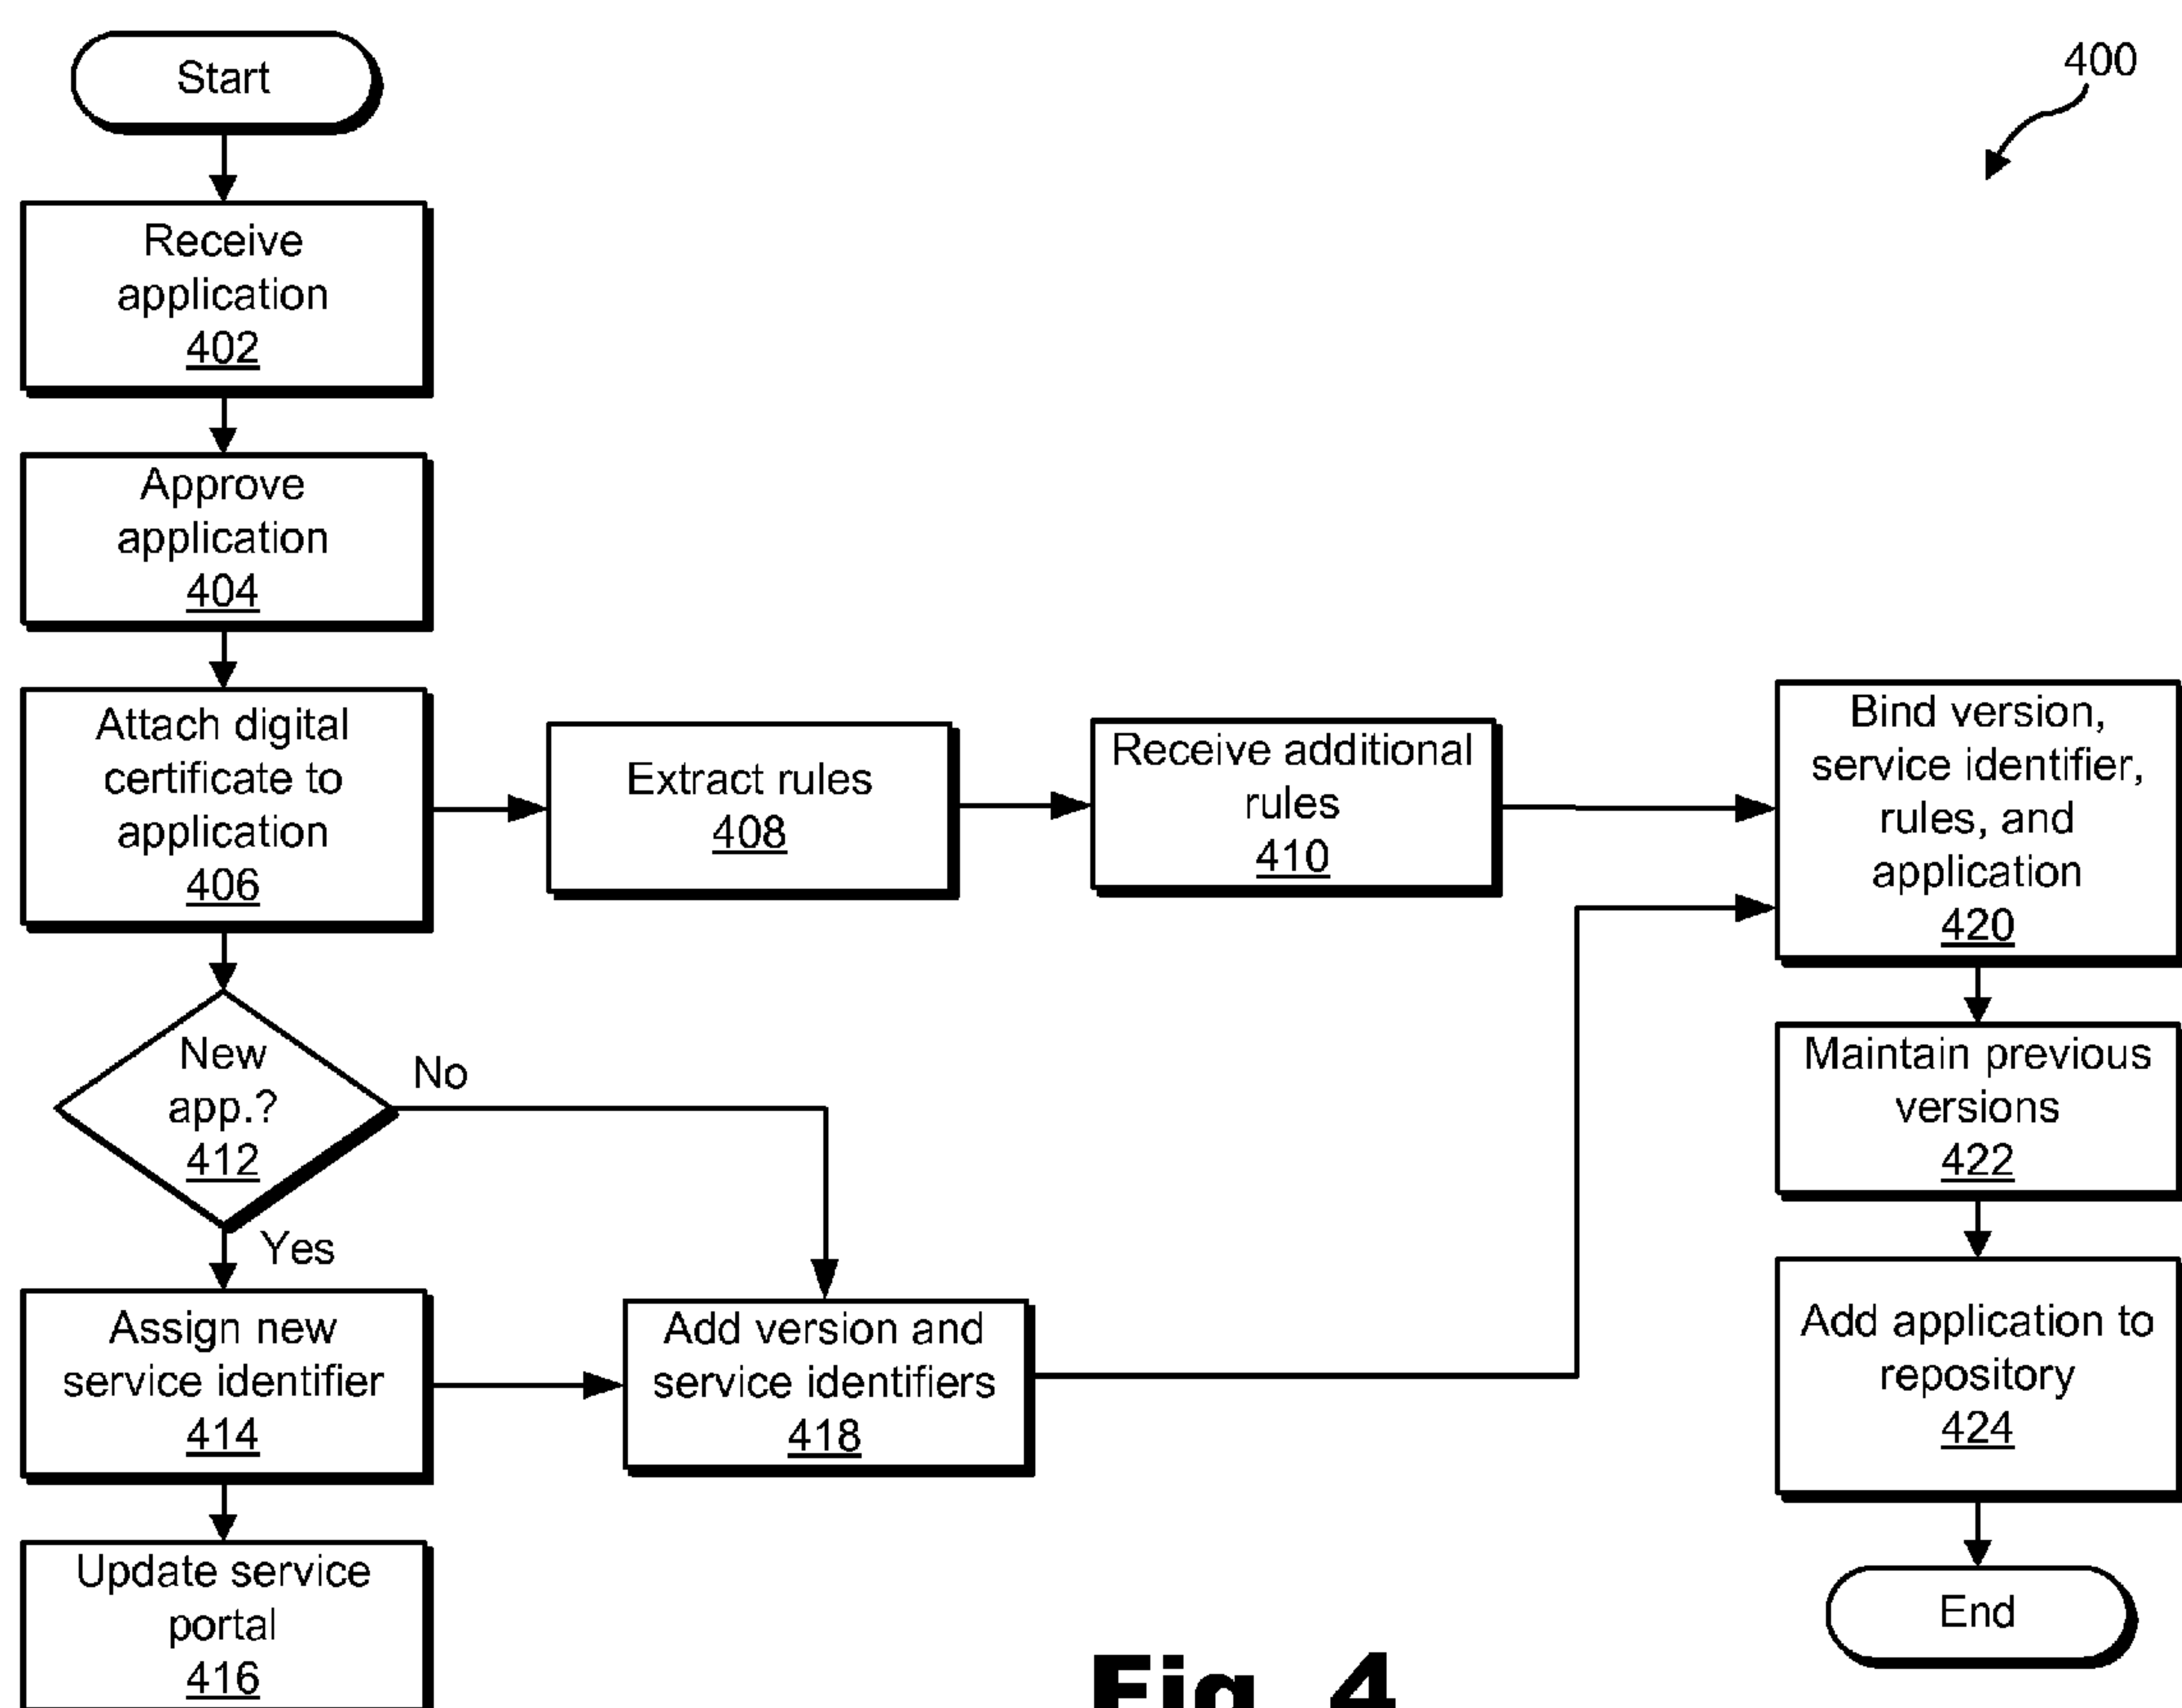 Start
400
Receive
application
402
Approve
application
404
Attach digital
certificate to
application
406
Extract rules
408
Receive additional
rules
410
Bind version,
service identifier,
rules, and
application
420
New
app.?
412
No
Yes
Maintain previous
versions
422
Assign new
service identifier
414
Add version and
service identifiers
418
Add application to
repository
424
Update service
portal
416
End
Fig. 4